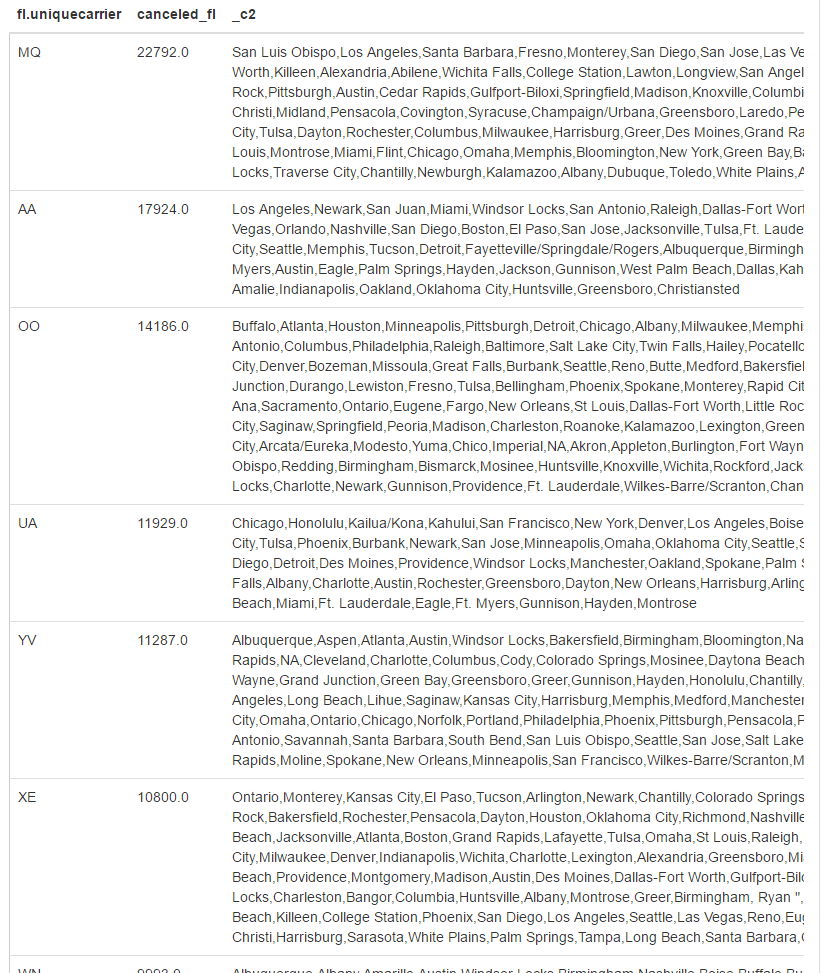 fl.uniquecarrier canceled_fl _c2
MQ 22792.0 San Luis Obispo,Los Angeles,Santa Barbara,Fresno,Monterey,San Diego,San Jose,Las Ve
Worth,Killeen,Alexandria,Abilene,Wichita Falls,College Station,Lawton,Longview,San Angel
Rock,Pittsburgh,Austin,Cedar Rapids,Gulfport-Biloxi,Springfield,Madison,Knoxville,Columbi
Christi,Midland,Pensacola,Covington,Syracuse,Champaign/Urbana,Greensboro,Laredo,Pe
City,Tulsa,Dayton,Rochester,Columbus,Milwaukee,Harrisburg,Greer,Des Moines,Grand Ra
Louis,Montrose,Miami,Flint,Chicago,Omaha,Memphis,Bloomington,New York,Green Bay,Ba
Locks,Traverse City,Chantilly,Newburgh,Kalamazoo,Albany,Dubuque,Toledo,White Plains,A
AA 17924.0 Los Angeles,Newark,San Juan,Miami,Windsor Locks,San Antonio,Raleigh,Dallas-Fort Wort
Vegas,Orlando,Nashville,San Diego,Boston,El Paso,San Jose,Jacksonville,Tulsa,Ft. Laude
City,Seattle,Memphis,Tucson,Detroit,Fayetteville/Springdale/Rogers,Albuquerque,Birmingh
Myers,Austin,Eagle,Palm Springs,Hayden,Jackson,Gunnison,West Palm Beach,Dallas,Kah
Amalie,Indianapolis,Oakland,Oklahoma City,Huntsville,Greensboro,Christiansted
OO 14186.0 Buffalo,Atlanta,Houston,Minneapolis,Pittsburgh,Detroit,Chicago,Albany,Milwaukee,Memphi
Antonio,Columbus,Philadelphia,Raleigh,Baltimore,Salt Lake City,Twin Falls,Hailey,Pocatello
City,Denver,Bozeman,Missoula,Great Falls,Burbank,Seattle,Reno,Butte,Medford,Bakersfiel
Junction,Durango,Lewiston,Fresno,Tulsa,Bellingham,Phoenix,Spokane,Monterey,Rapid Cit
Ana,Sacramento,Ontario,Eugene,Fargo,New Orleans,St Louis,Dallas-Fort Worth,Little Roc
City,Saginaw,Springfield,Peoria,Madison,Charleston,Roanoke,Kalamazoo,Lexington,Green
City,Arcata/Eureka,Modesto,Yuma,Chico,Imperial,NA,Akron,Appleton,Burlington,Fort Wayn
Obispo,Redding,Birmingham,Bismarck,Mosinee,Huntsville,Knoxville,Wichita,Rockford,Jack
Locks,Charlotte,Newark,Gunnison,Providence,Ft. Lauderdale,Wilkes-Barre/Scranton,Chan
UA 11929.0 Chicago,Honolulu,Kailua/Kona,Kahului,San Francisco,New York,Denver,Los Angeles,Boise
City,Tulsa,Phoenix,Burbank,Newark,San Jose,Minneapolis,Omaha,Oklahoma City,Seattle,S
Diego,Detroit,Des Moines,Providence,Windsor Locks,Manchester,Oakland,Spokane,Palm S
Falls,Albany,Charlotte,Austin,Rochester,Greensboro,Dayton,New Orleans,Harrisburg,Arling
Beach,Miami,Ft. Lauderdale,Eagle,Ft. Myers,Gunnison,Hayden,Montrose
YV 11287.0 Albuquerque,Aspen,Atlanta,Austin,Windsor Locks,Bakersfield,Birmingham,Bloomington,Na
Rapids,NA,Cleveland,Charlotte,Columbus,Cody,Colorado Springs,Mosinee,Daytona Beach
Wayne,Grand Junction,Green Bay,Greensboro,Greer,Gunnison,Hayden,Honolulu,Chantilly,
Angeles,Long Beach,Lihue,Saginaw,Kansas City,Harrisburg,Memphis,Medford,Manchester
City,Omaha,Ontario,Chicago,Norfolk,Portland,Philadelphia,Phoenix,Pittsburgh,Pensacola,F
Antonio,Savannah,Santa Barbara,South Bend,San Luis Obispo,Seattle,San Jose,Salt Lake
Rapids,Moline,Spokane,New Orleans,Minneapolis,San Francisco,Wilkes-Barre/Scranton,M
XE 10800.0 Ontario,Monterey,Kansas City,El Paso,Tucson,Arlington,Newark,Chantilly,Colorado Springs
Rock,Bakersfield,Rochester,Pensacola,Dayton,Houston,Oklahoma City,Richmond,Nashville
Beach,Jacksonville,Atlanta,Boston,Grand Rapids,Lafayette,Tulsa,Omaha,St Louis,Raleigh,
City,Milwaukee,Denver,Indianapolis,Wichita,Charlotte,Lexington,Alexandria,Greensboro,Mi
Beach,Providence,Montgomery,Madison,Austin,Des Moines,Dallas-Fort Worth,Gulfport-Bilo
Locks,Charleston,Bangor,Columbia,Huntsville,Albany,Montrose,Greer,Birmingham, Ryan ",
Beach,Killeen,College Station,Phoenix,San Diego,Los Angeles,Seattle,Las Vegas,Reno,Eug
Christi,Harrisburg,Sarasota,White Plains,Palm Springs,Tampa,Long Beach,Santa Barbara,